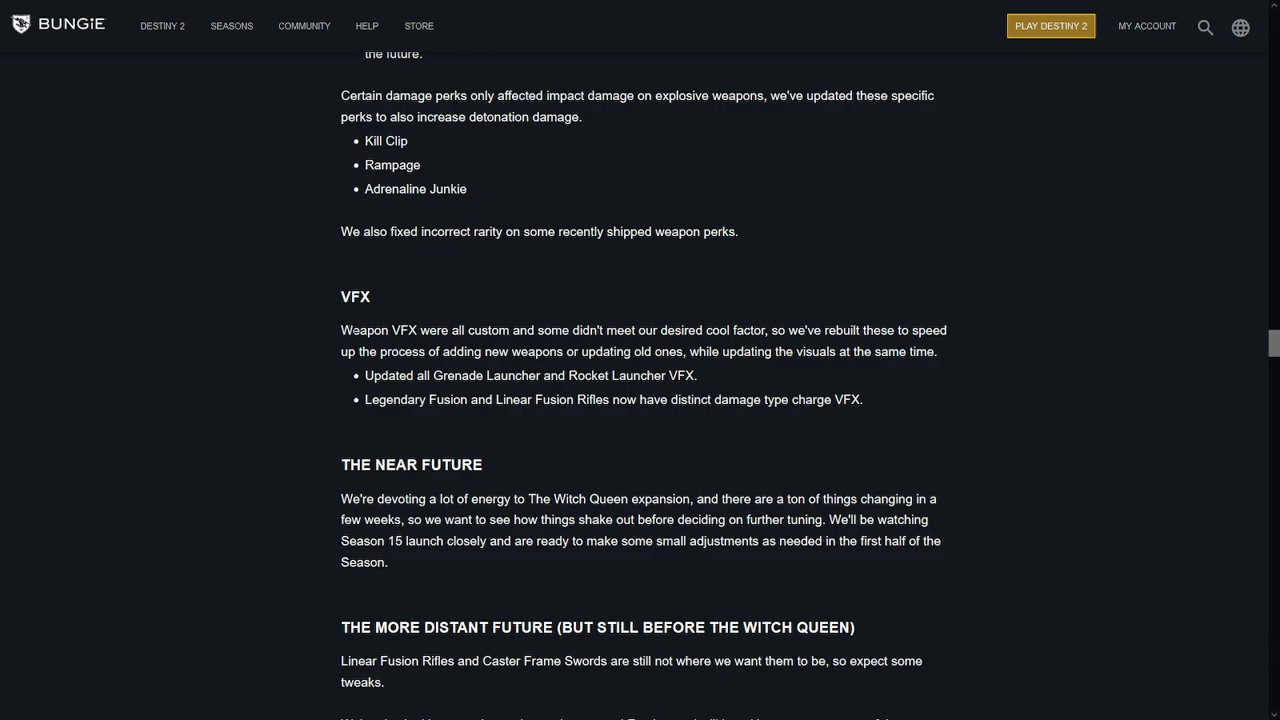 BUNGiE
DESTINY 2
SEASONS
COMMUNITY
HELP
STORE
PLAY DESTINY 2
MY ACCOUNT
the future.
Certain damage perks only affected impact damage on explosive weapons, we've updated these specific
perks to also increase detonation damage.
• Kill Clip
• Rampage
• Adrenaline Junkie
We also fixed incorrect rarity on some recently shipped weapon perks.
VFX
Weapon VFX were all custom and some didn't meet our desired cool factor, so we've rebuilt these to speed
up the process of adding new weapons or updating old ones, while updating the visuals at the same time.
• Updated all Grenade Launcher and Rocket Launcher VFX.
• Legendary Fusion and Linear Fusion Rifles now have distinct damage type charge VFX.
THE NEAR FUTURE
We're devoting a lot of energy to The Witch Queen expansion, and there are a ton of things changing in a
few weeks, so we want to see how things shake out before deciding on further tuning. We'll be watching
Season 15 launch closely and are ready to make some small adjustments as needed in the first half of the
Season.
THE MORE DISTANT FUTURE (BUT STILL BEFORE THE WITCH QUEEN)
Linear Fusion Rifles and Caster Frame Swords are still not where we want them to be, so expect some
tweaks.